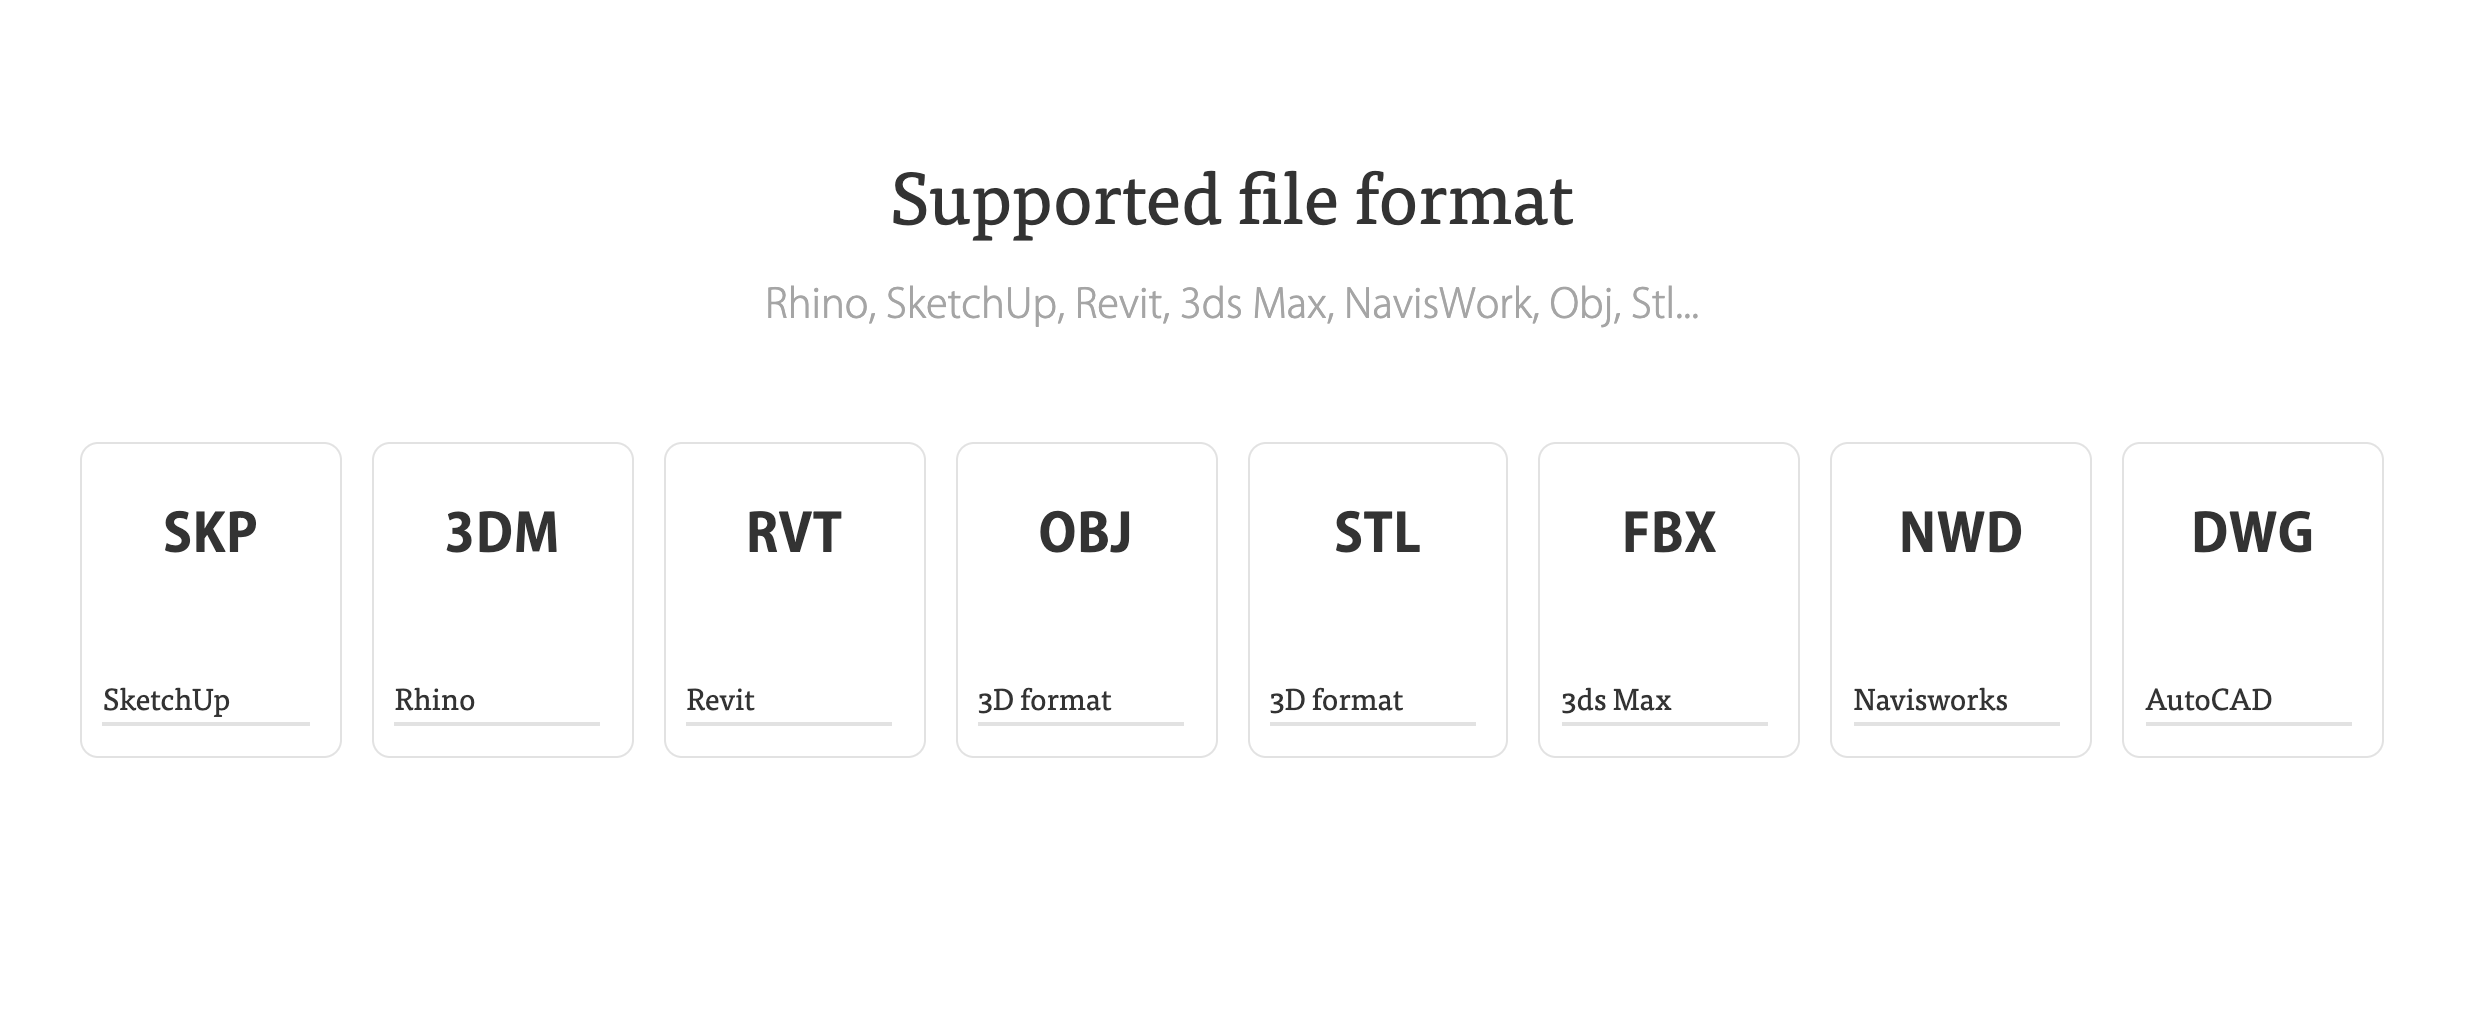 Supported file format
Rhino, SketchUp, Revit, 3ds Max, NavisWork, Obj, Stl...
SKP
SketchUp
3DM
Rhino
RVT
Revit
OBJ
3D format
STL
3D format
FBX
3ds Max
NWD
Navisworks
DWG
AutoCAD